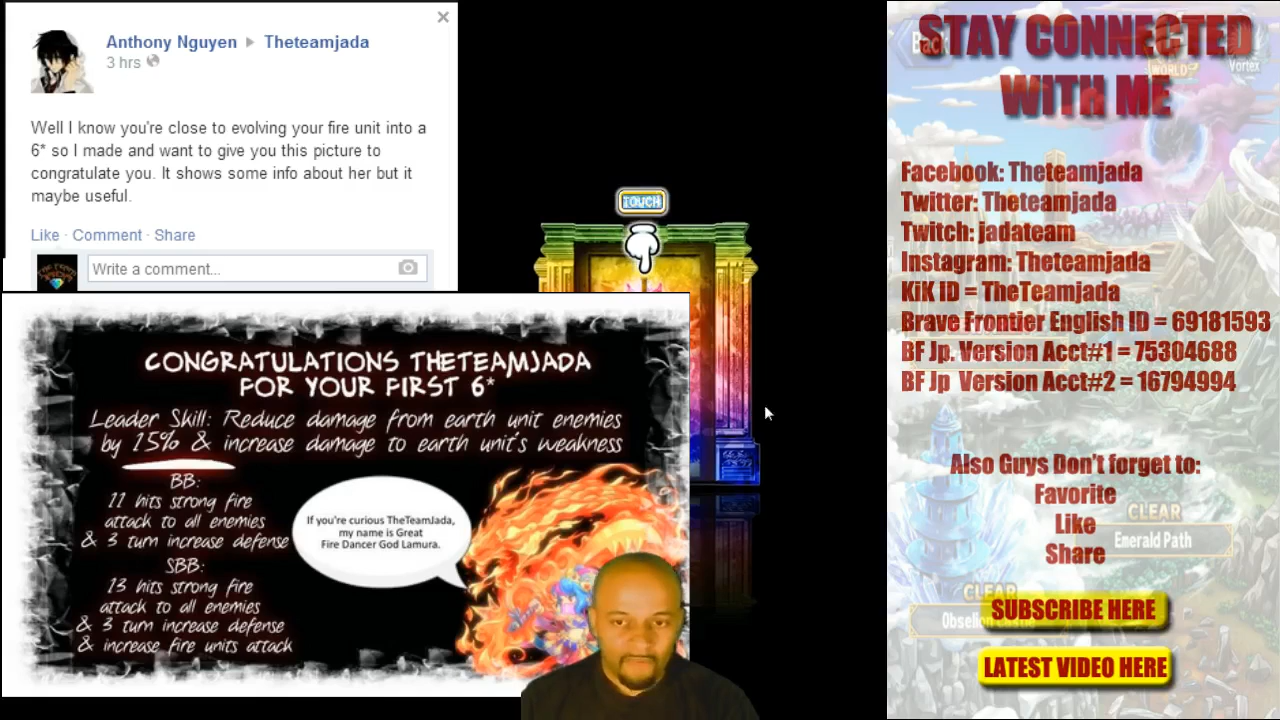 Anthony Nguyen ▶ Theteamjada
3 hrs
Well I know you're close to evolving your fire unit into a
6* so I made and want to give you this picture to
congratulate you. It shows some info about her but it
maybe useful.
Like · Comment · Share
Write a comment...
TOUCH
CONGRATULATIONS THETEAMJADA
FOR YOUR FIRST 6*
Leader Skill: Reduce damage from earth unit enemies
by 15% & increase damage to earth unit's weakness
BB:
11 hits strong fire
attack to all enemies
& 3 turn increase defense
SBB:
13 hits strong fire
attack to all enemies
& 3 turn increase defense
& increase fire units attack
If you're curious TheTeamJada,
my name is Great
Fire Dancer God Lamura.
STAY CONNECTED
WITH ME
Back
WORLD
Vortex
Facebook: Theteamjada
Twitter: Theteamjada
Twitch: jadateam
Instagram: Theteamjada
KiK ID = TheTeamjada
Brave Frontier English ID = 69181593
BF Jp. Version Acct#1 = 75304688
BF Jp Version Acct#2 = 16794994
Also Guys Don't forget to:
Favorite
Like
Share
CLEAR
Emerald Path
CLEAR
SUBSCRIBE HERE
LATEST VIDEO HERE